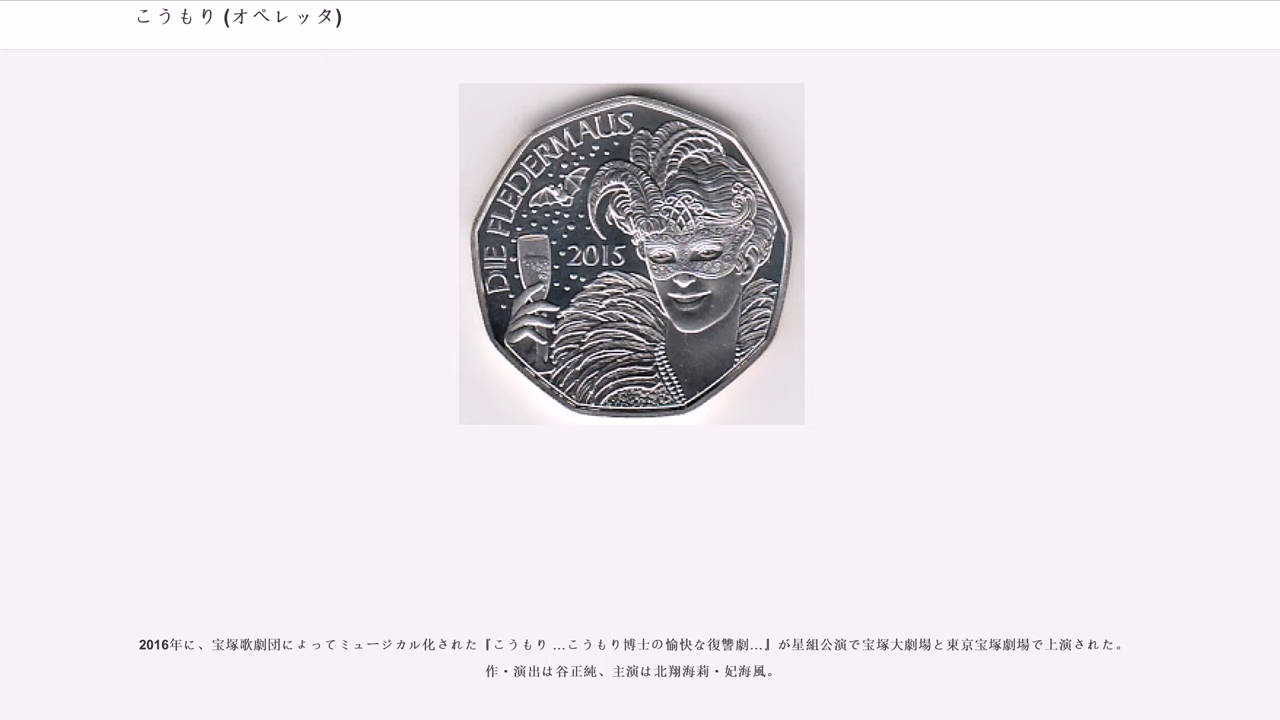 こうもり (オペレッタ)
DIE FLEDERMAUS
2015
2016年に、宝塚歌劇団によってミュージカル化された『こうもり …こうもり博士の愉快な復讐劇…』が星組公演で宝塚大劇場と東京宝塚劇場で上演された。
作・演出は谷正純、主演は北翔海莉・妃海風。